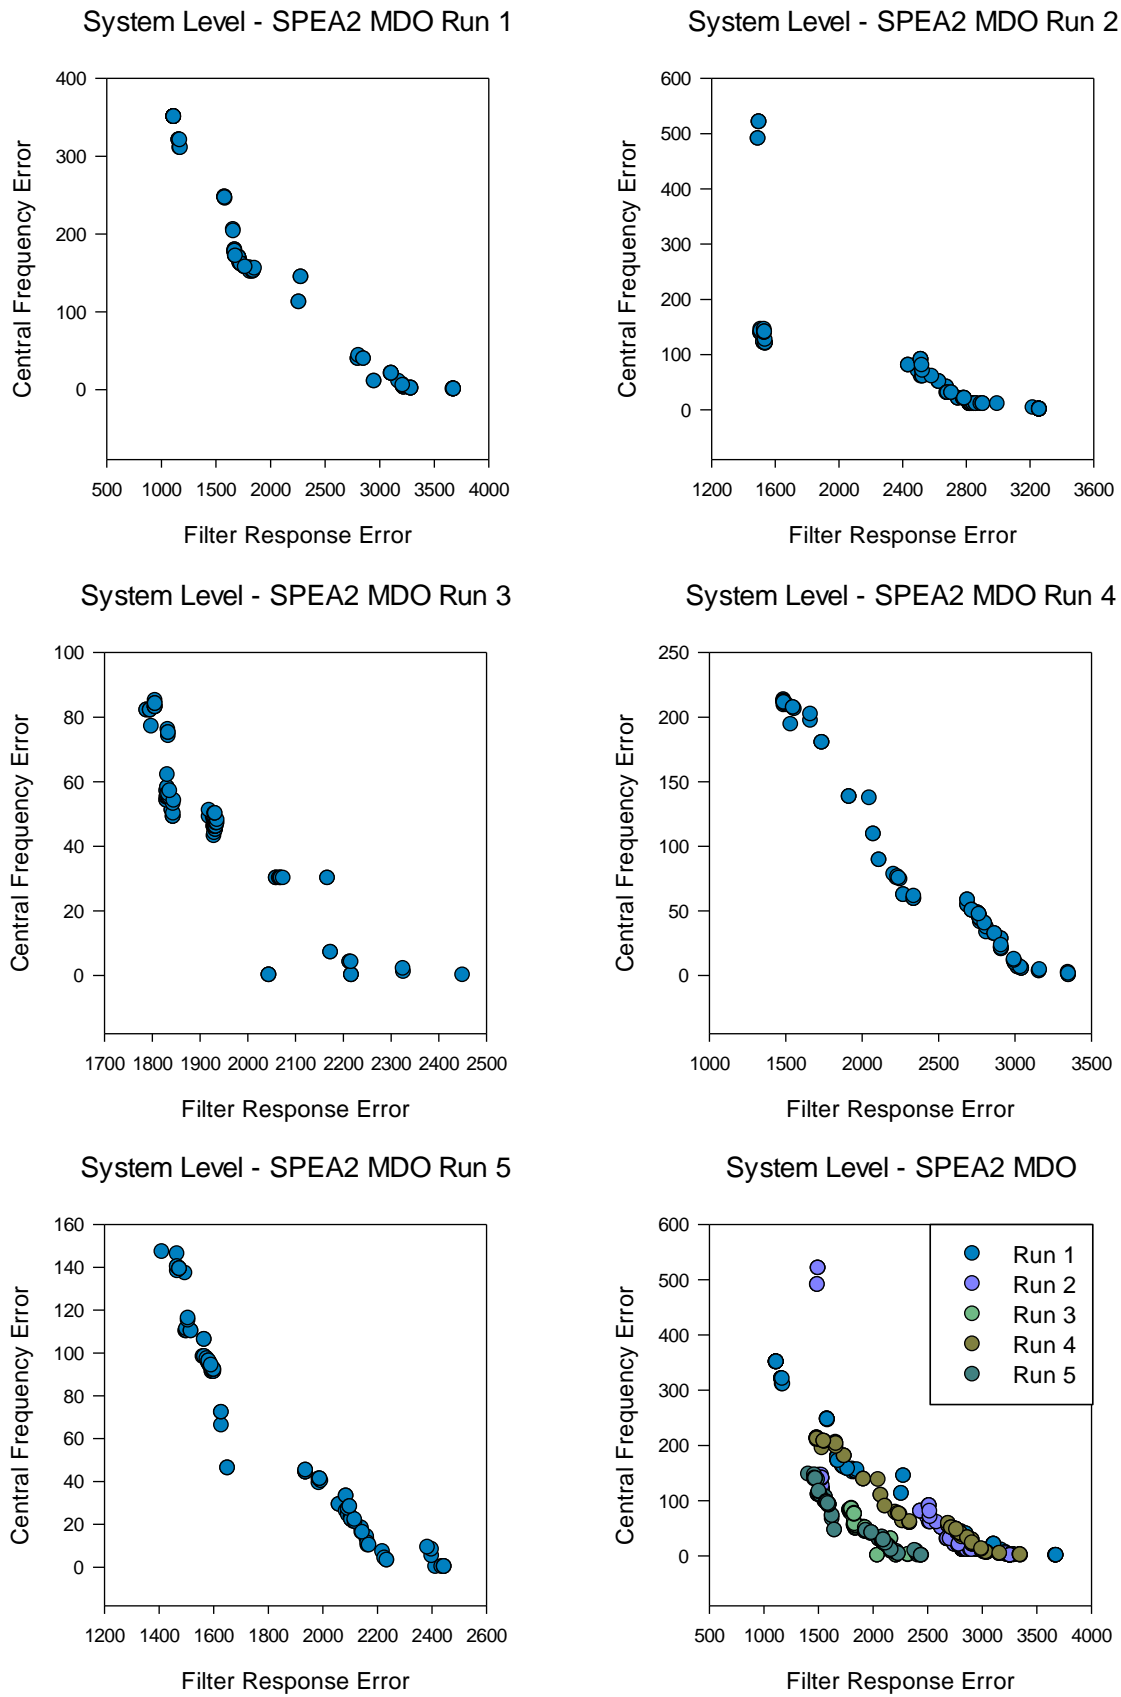 System Level - SPEA2 MDO Run 1
400
300
200
100
0
Central Frequency Error
500 1000 1500 2000 2500 3000 3500 4000
Filter Response Error
System Level - SPEA2 MDO Run 2
600
500
400
300
200
100
0
Central Frequency Error
1200 1600 2000 2400 2800 3200 3600
Filter Response Error
System Level - SPEA2 MDO Run 3
100
80
60
40
20
0
Central Frequency Error
1700 1800 1900 2000 2100 2200 2300 2400 2500
Filter Response Error
System Level - SPEA2 MDO Run 4
250
200
150
100
50
0
Central Frequency Error
1000 1500 2000 2500 3000 3500
Filter Response Error
System Level - SPEA2 MDO Run 5
160
140
120
100
80
60
40
20
0
Central Frequency Error
1200 1400 1600 1800 2000 2200 2400 2600
Filter Response Error
System Level - SPEA2 MDO
600
500
400
300
200
100
0
Central Frequency Error
Run 1
Run 2
Run 3
Run 4
Run 5
500 1000 1500 2000 2500 3000 3500 4000
Filter Response Error